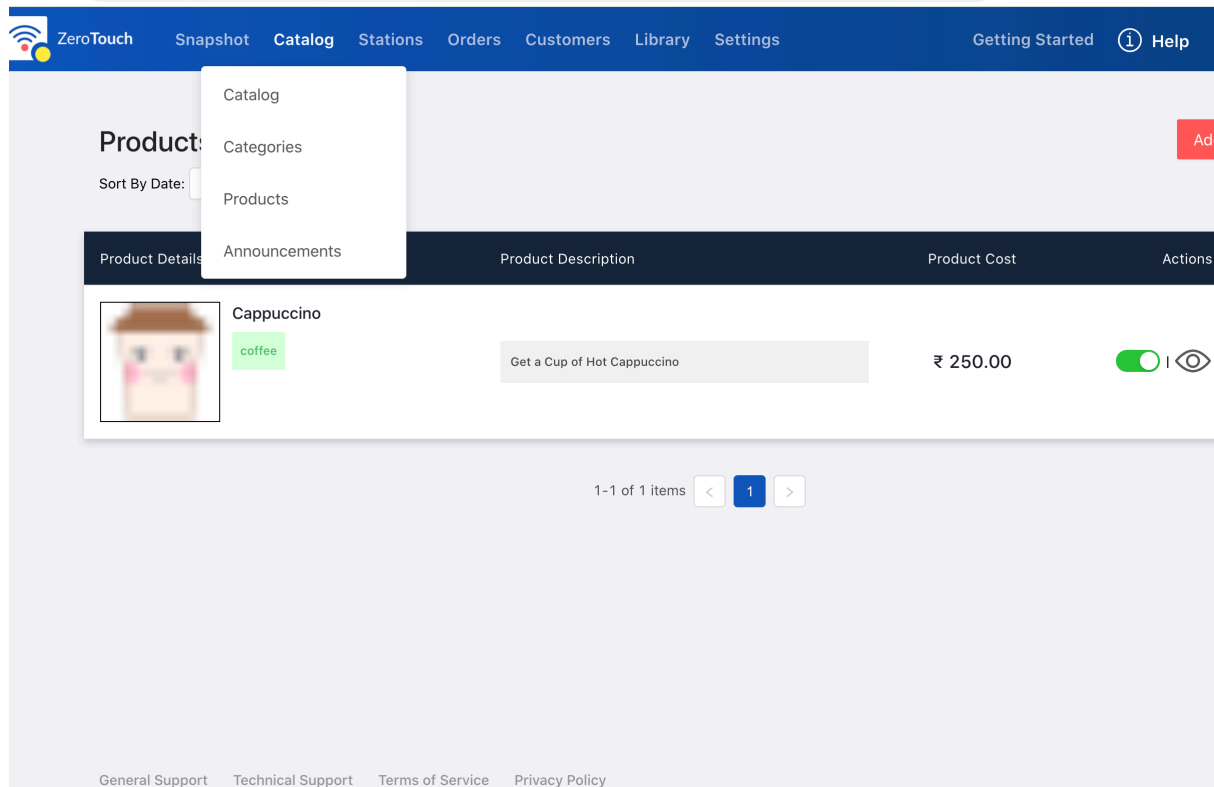 ZeroTouch Snapshot Catalog Stations Orders Customers Library Settings Getting Started Help
Catalog
Categories
Products
Announcements
Sort By Date:
Product Details Product Description Product Cost Actions
Cappuccino
coffee
Get a Cup of Hot Cappuccino
₹ 250.00
1-1 of 1 items < 1 >
General Support Technical Support Terms of Service Privacy Policy